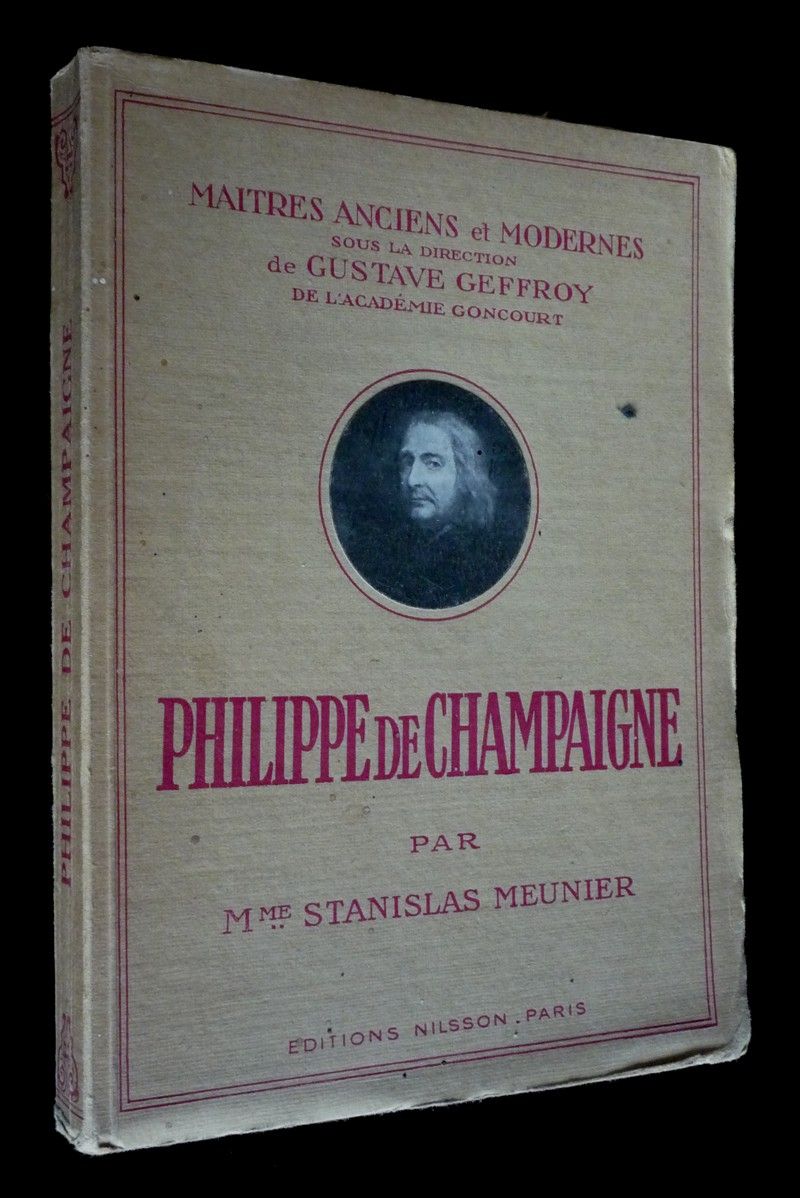 MAITRES ANCIENS et MODERNES
SOUS LA DIRECTION
de GUSTAVE GEFFROY
DE L'ACADÉMIE GONCOURT
PHILIPPE DE CHAMPAIGNE
PAR
MME STANISLAS MEUNIER
EDITIONS NILSSON. PARIS
PHILIPPE DE CHAMPAIGNE